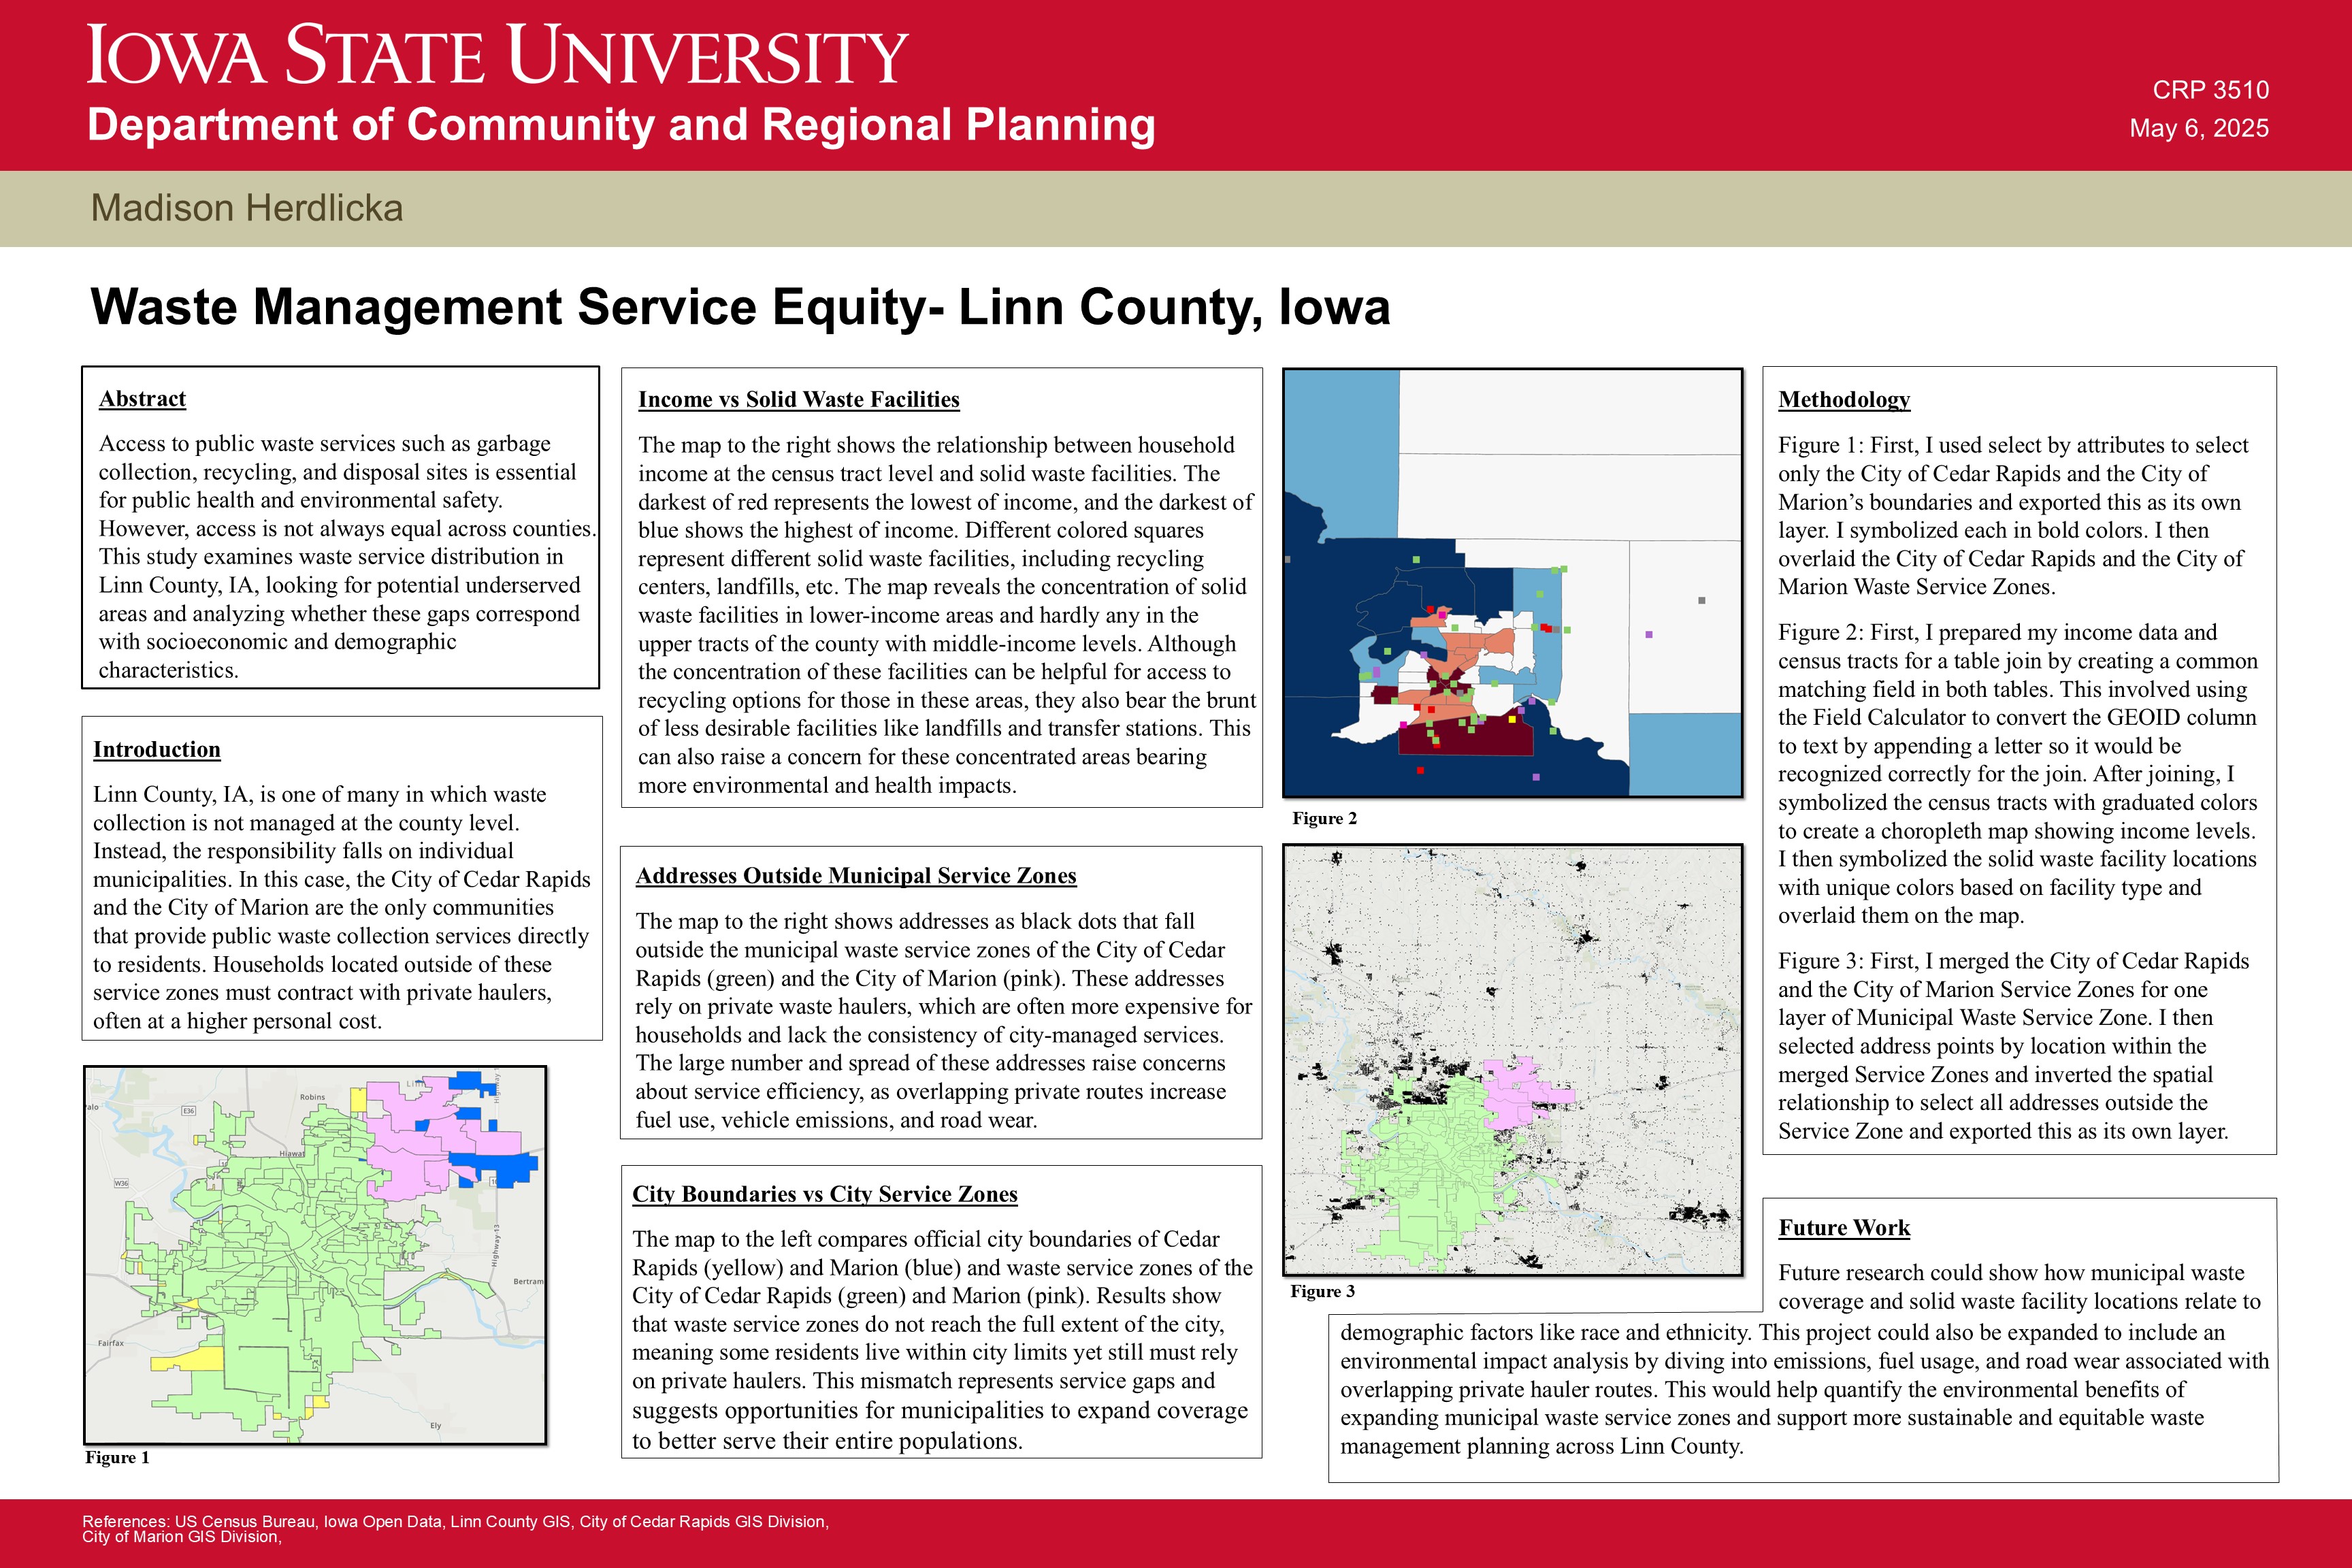 IOWA STATE UNIVERSITY
Department of Community and Regional Planning
CRP 3510
May 6, 2025
Madison Herdlicka
Waste Management Service Equity- Linn County, Iowa
Abstract
Access to public waste services such as garbage
collection, recycling, and disposal sites is essential
for public health and environmental safety.
However, access is not always equal across counties.
This study examines waste service distribution in
Linn County, IA, looking for potential underserved
areas and analyzing whether these gaps correspond
with socioeconomic and demographic
characteristics.
Introduction
Linn County, IA, is one of many in which waste
collection is not managed at the county level.
Instead, the responsibility falls on individual
municipalities. In this case, the City of Cedar Rapids
and the City of Marion are the only communities
that provide public waste collection services directly
to residents. Households located outside of these
service zones must contract with private haulers,
often at a higher personal cost.
Palo
E36
Robins
Linn
Highway 1
Hiawat
W36
10
Highway 13
Bertram
Fairfax
Ely
Figure 1
Income vs Solid Waste Facilities
The map to the right shows the relationship between household
income at the census tract level and solid waste facilities. The
darkest of red represents the lowest of income, and the darkest of
blue shows the highest of income. Different colored squares
represent different solid waste facilities, including recycling
centers, landfills, etc. The map reveals the concentration of solid
waste facilities in lower-income areas and hardly any in the
upper tracts of the county with middle-income levels. Although
the concentration of these facilities can be helpful for access to
recycling options for those in these areas, they also bear the brunt
of less desirable facilities like landfills and transfer stations. This
can also raise a concern for these concentrated areas bearing
more environmental and health impacts.
Addresses Outside Municipal Service Zones
The map to the right shows addresses as black dots that fall
outside the municipal waste service zones of the City of Cedar
Rapids (green) and the City of Marion (pink). These addresses
rely on private waste haulers, which are often more expensive for
households and lack the consistency of city-managed services.
The large number and spread of these addresses raise concerns
about service efficiency, as overlapping private routes increase
fuel use, vehicle emissions, and road wear.
City Boundaries vs City Service Zones
The map to the left compares official city boundaries of Cedar
Rapids (yellow) and Marion (blue) and waste service zones of the
City of Cedar Rapids (green) and Marion (pink). Results show
that waste service zones do not reach the full extent of the city,
meaning some residents live within city limits yet still must rely
on private haulers. This mismatch represents service gaps and
suggests opportunities for municipalities to expand coverage
to better serve their entire populations.
Figure 2
Figure 3
Methodology
Figure 1: First, I used select by attributes to select
only the City of Cedar Rapids and the City of
Marion’s boundaries and exported this as its own
layer. I symbolized each in bold colors. I then
overlaid the City of Cedar Rapids and the City of
Marion Waste Service Zones.
Figure 2: First, I prepared my income data and
census tracts for a table join by creating a common
matching field in both tables. This involved using
the Field Calculator to convert the GEOID column
to text by appending a letter so it would be
recognized correctly for the join. After joining, I
symbolized the census tracts with graduated colors
to create a choropleth map showing income levels.
I then symbolized the solid waste facility locations
with unique colors based on facility type and
overlaid them on the map.
Figure 3: First, I merged the City of Cedar Rapids
and the City of Marion Service Zones for one
layer of Municipal Waste Service Zone. I then
selected address points by location within the
merged Service Zones and inverted the spatial
relationship to select all addresses outside the
Service Zone and exported this as its own layer.
Future Work
Future research could show how municipal waste
coverage and solid waste facility locations relate to
demographic factors like race and ethnicity. This project could also be expanded to include an
environmental impact analysis by diving into emissions, fuel usage, and road wear associated with
overlapping private hauler routes. This would help quantify the environmental benefits of
expanding municipal waste service zones and support more sustainable and equitable waste
management planning across Linn County.
References: US Census Bureau, Iowa Open Data, Linn County GIS, City of Cedar Rapids GIS Division,
City of Marion GIS Division,